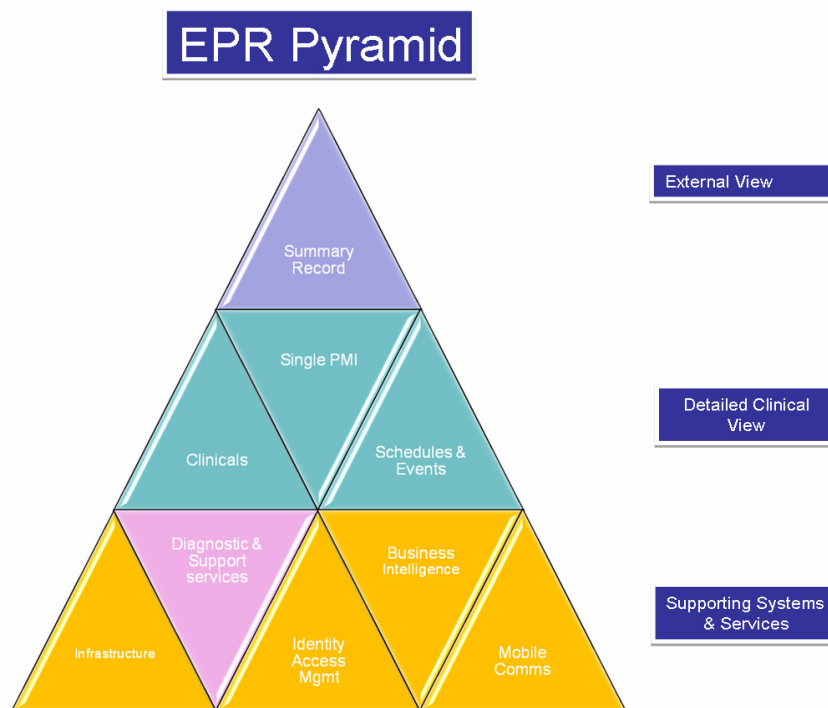 EPR Pyramid
External View
Summary
Record
Single PMI
Detailed Clinical
View
Clinicals
Schedules &
Events
Diagnostic &
Support
services
Business
Intelligence
Supporting Systems
& Services
Infrastructure
Identity
Access
Mgmt
Mobile
Comms